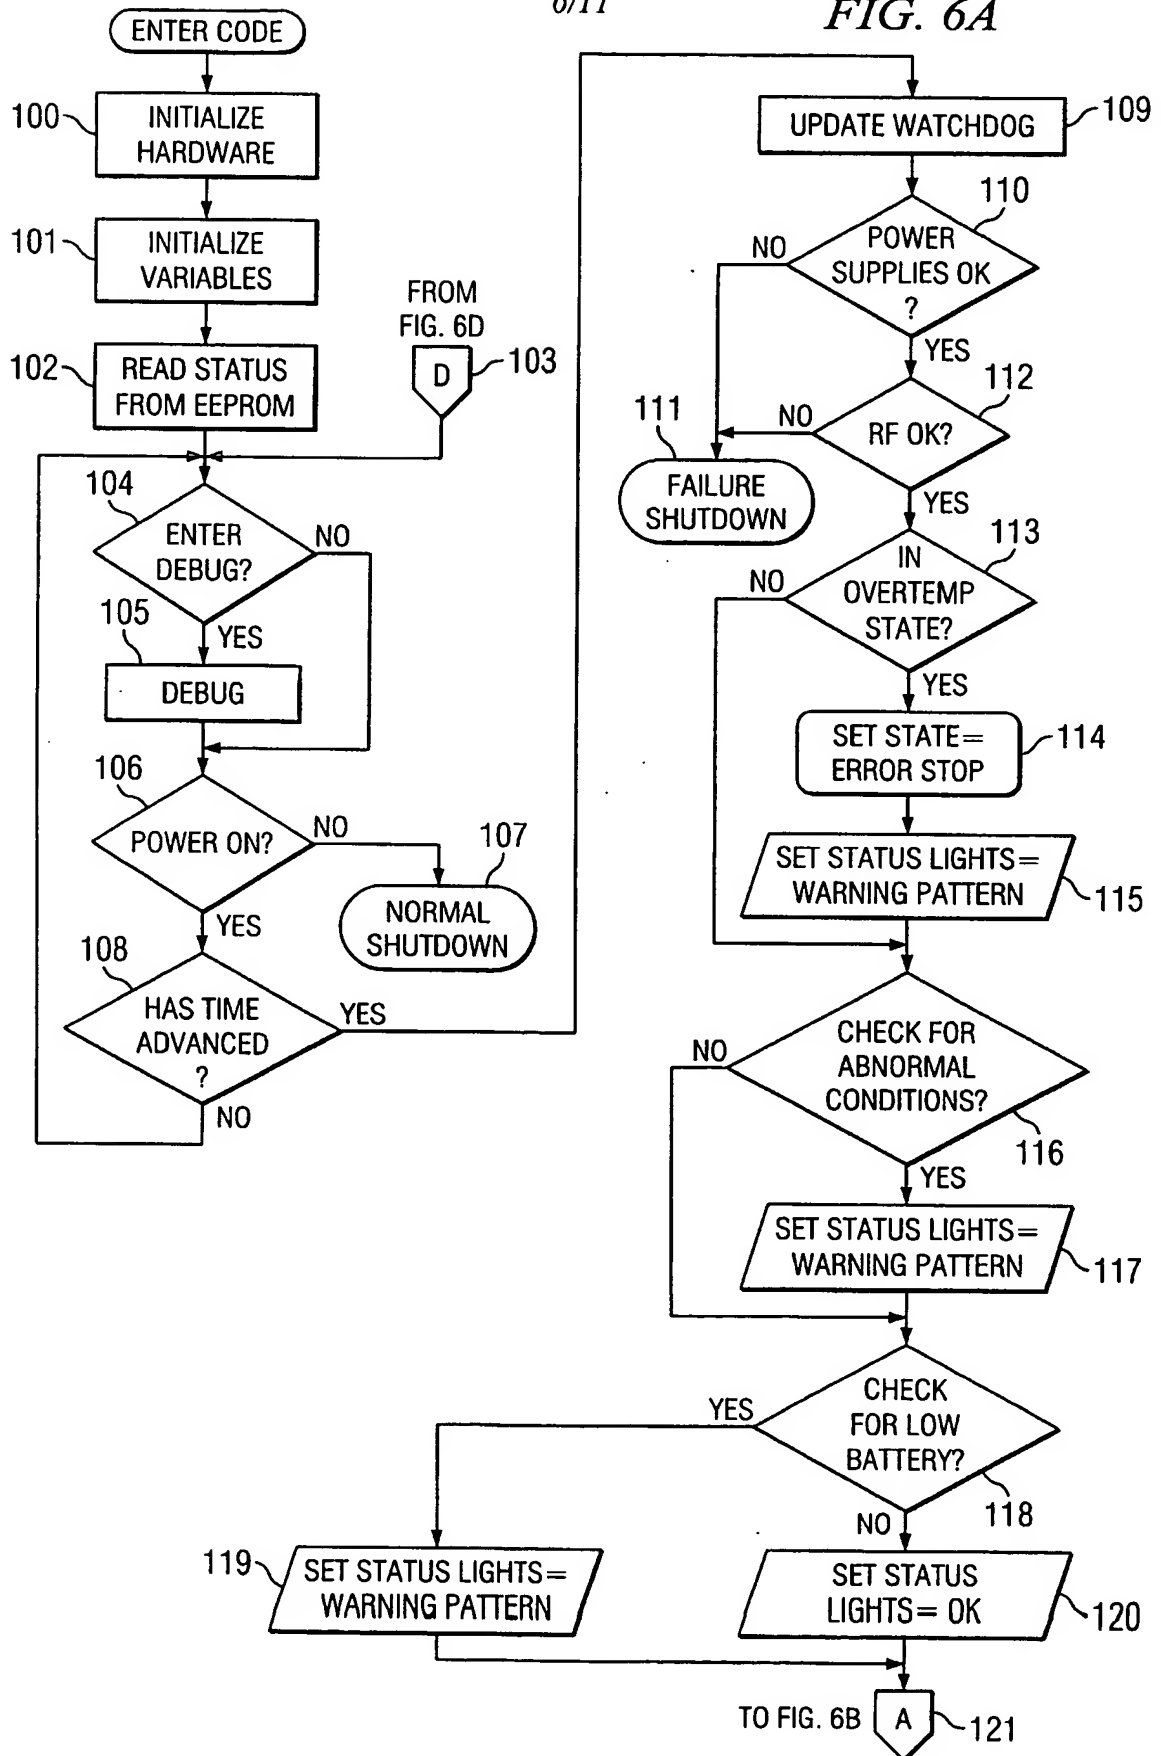 6/11
FIG. 6A
ENTER CODE
100
INITIALIZE
HARDWARE
101
INITIALIZE
VARIABLES
102
READ STATUS
FROM EEPROM
FROM
FIG. 6D
D
103
104
ENTER
DEBUG?
NO
YES
105
DEBUG
106
POWER ON?
NO
107
NORMAL
SHUTDOWN
YES
108
HAS TIME
ADVANCED
?
YES
NO
UPDATE WATCHDOG
109
110
POWER
SUPPLIES OK
?
NO
YES
112
RF OK?
NO
111
FAILURE
SHUTDOWN
YES
113
IN
OVERTEMP
STATE?
NO
YES
SET STATE=
ERROR STOP
114
SET STATUS LIGHTS=
WARNING PATTERN
115
CHECK FOR
ABNORMAL
CONDITIONS?
NO
116
YES
SET STATUS LIGHTS=
WARNING PATTERN
117
CHECK
FOR LOW
BATTERY?
YES
118
NO
119
SET STATUS LIGHTS=
WARNING PATTERN
SET STATUS
LIGHTS= OK
120
TO FIG. 6B
A
121